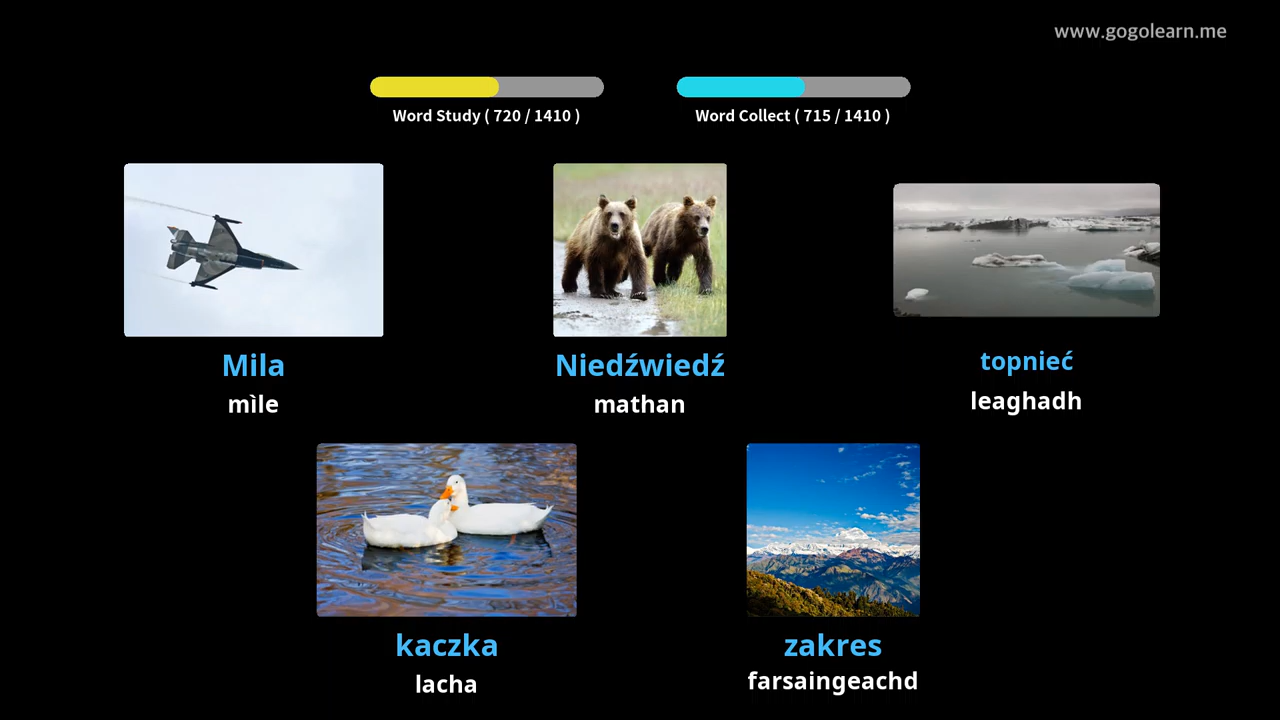 www.gogolearn.me
Word Study ( 720 / 1410 )
Word Collect ( 715 / 1410 )
Mila
mìle
Niedźwiedź
mathan
topnieć
leaghadh
kaczka
lacha
zakres
farsaingeachd